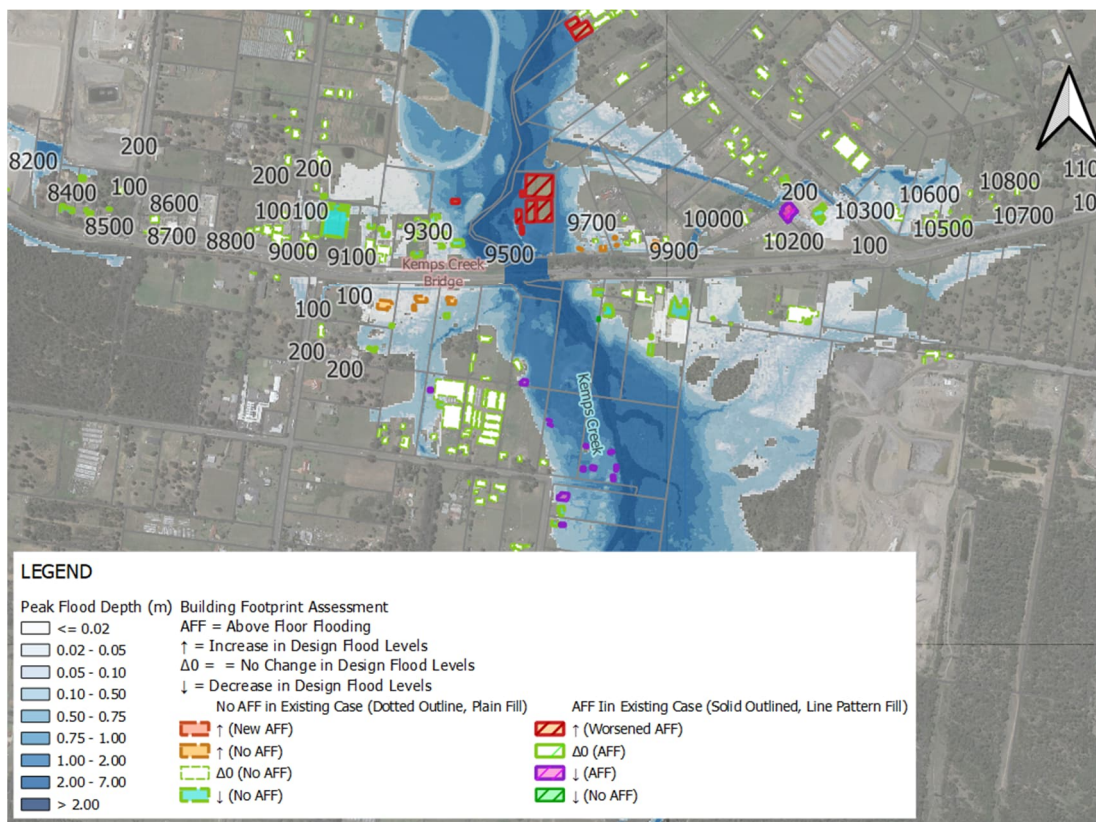 200
8200
8400
100
8600
8500
8700
8800
200
200
100100
9000
9100
9300
9500
Kemps Creek
Bridge
9700
9900
10000
200
10200
10300
100
10600
10500
10800
10700
110
10
100
100
200
200
Kemps Creek
LEGEND
Peak Flood Depth (m)
<= 0.02
0.02 - 0.05
0.05 - 0.10
0.10 - 0.50
0.50 - 0.75
0.75 - 1.00
1.00 - 2.00
2.00 - 7.00
> 2.00
Building Footprint Assessment
AFF = Above Floor Flooding
↑ = Increase in Design Flood Levels
Δ0 = = No Change in Design Flood Levels
↓ = Decrease in Design Flood Levels
No AFF in Existing Case (Dotted Outline, Plain Fill)
↑ (New AFF)
↑ (No AFF)
Δ0 (No AFF)
↓ (No AFF)
AFF Iin Existing Case (Solid Outlined, Line Pattern Fill)
↑ (Worsened AFF)
Δ0 (AFF)
↓ (AFF)
↓ (No AFF)